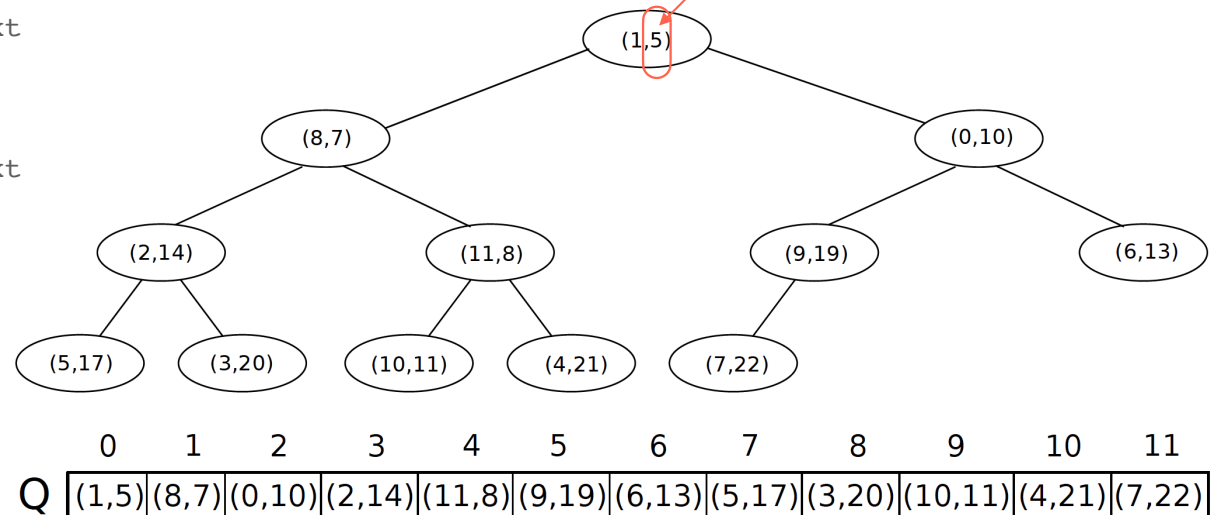 (1,5)
(8,7) (0,10)
(2,14) (11,8) (9,19) (6,13)
(5,17) (3,20) (10,11) (4,21) (7,22)
0 1 2 3 4 5 6 7 8 9 10 11
Q (1,5) (8,7) (0,10) (2,14) (11,8) (9,19) (6,13) (5,17) (3,20) (10,11) (4,21) (7,22)